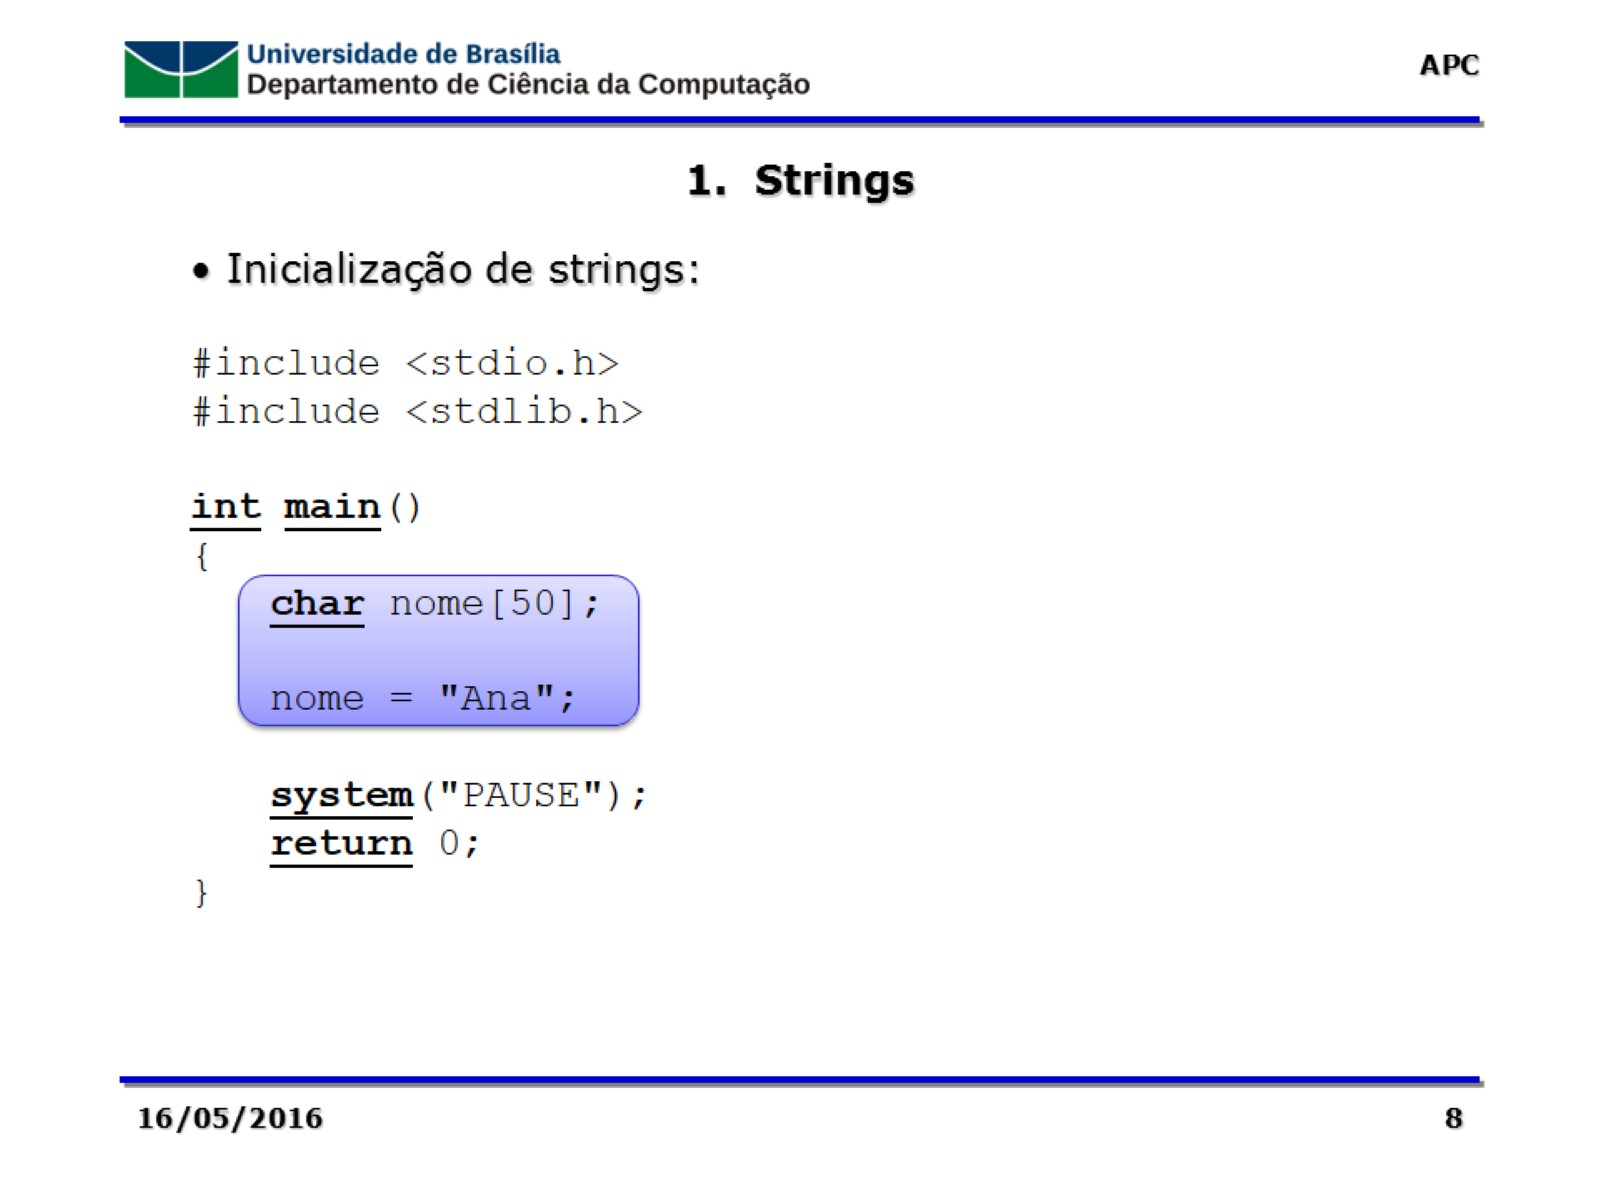 Universidade de Brasília
Departamento de Ciência da Computação
APC
1. Strings
• Inicialização de strings:
#include <stdio.h>
#include <stdlib.h>
int main()
{
char nome[50];
nome = "Ana";
system("PAUSE");
return 0;
}
16/05/2016
8